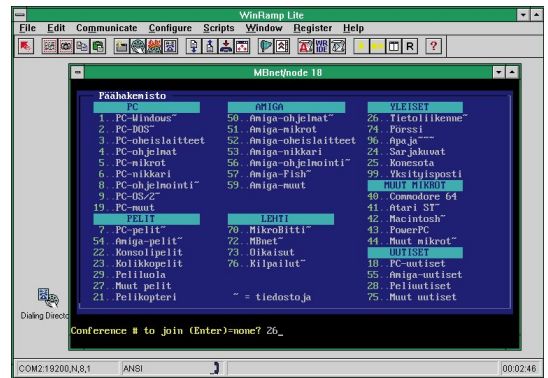 WinRamp Lite
File Edit Communicate Configure Scripts Window Register Help
MBnet/node 18
Päähakemisto
PC AMIGA YLEISET
1..PC-Windows~ 50..Amiga-ohjelmat~ 26..Tietoliikenne~
2..PC-DOS~ 51..Amiga-mikrot 74..Pörssi
3..PC-oheislaitteet 52..Amiga-oheislaitteet 96..Apaja~~~
4..PC-ohjelmat 53..Amiga-nikkari 24..Sarjakuvat
5..PC-mikrot 56..Amiga-ohjelmointi~ 25..Konesota
6..PC-nikkari 57..Amiga-Fish~ 99..Yksityisposti
8..PC-ohjelmointi~ 59..Amiga-muut MUUT MIKROT
9..PC-OS/2~ 40..Commodore 64
19..PC-muut 41..Atari ST~
PELIT LEHTI 42..Macintosh~
7..PC-pelit~ 70..MikroBitti~ 43..PowerPC
54..Amiga-pelit~ 72..MBnet~ 44..Muut mikrot~
22..Konsolipelit 73..Oikaisut UUTISET
23..Kolikkopelit 76..Kilpailut~ 18..PC-uutiset
29..Peliluola 55..Amiga-uutiset
27..Muut pelit 28..Peliuutiset
21..Pelikopteri ~ = tiedostoja 75..Muut uutiset
Conference # to join (Enter)=none? 26_
Dialing Directo
COM2:19200,N,8,1 ANSI 00:02:46